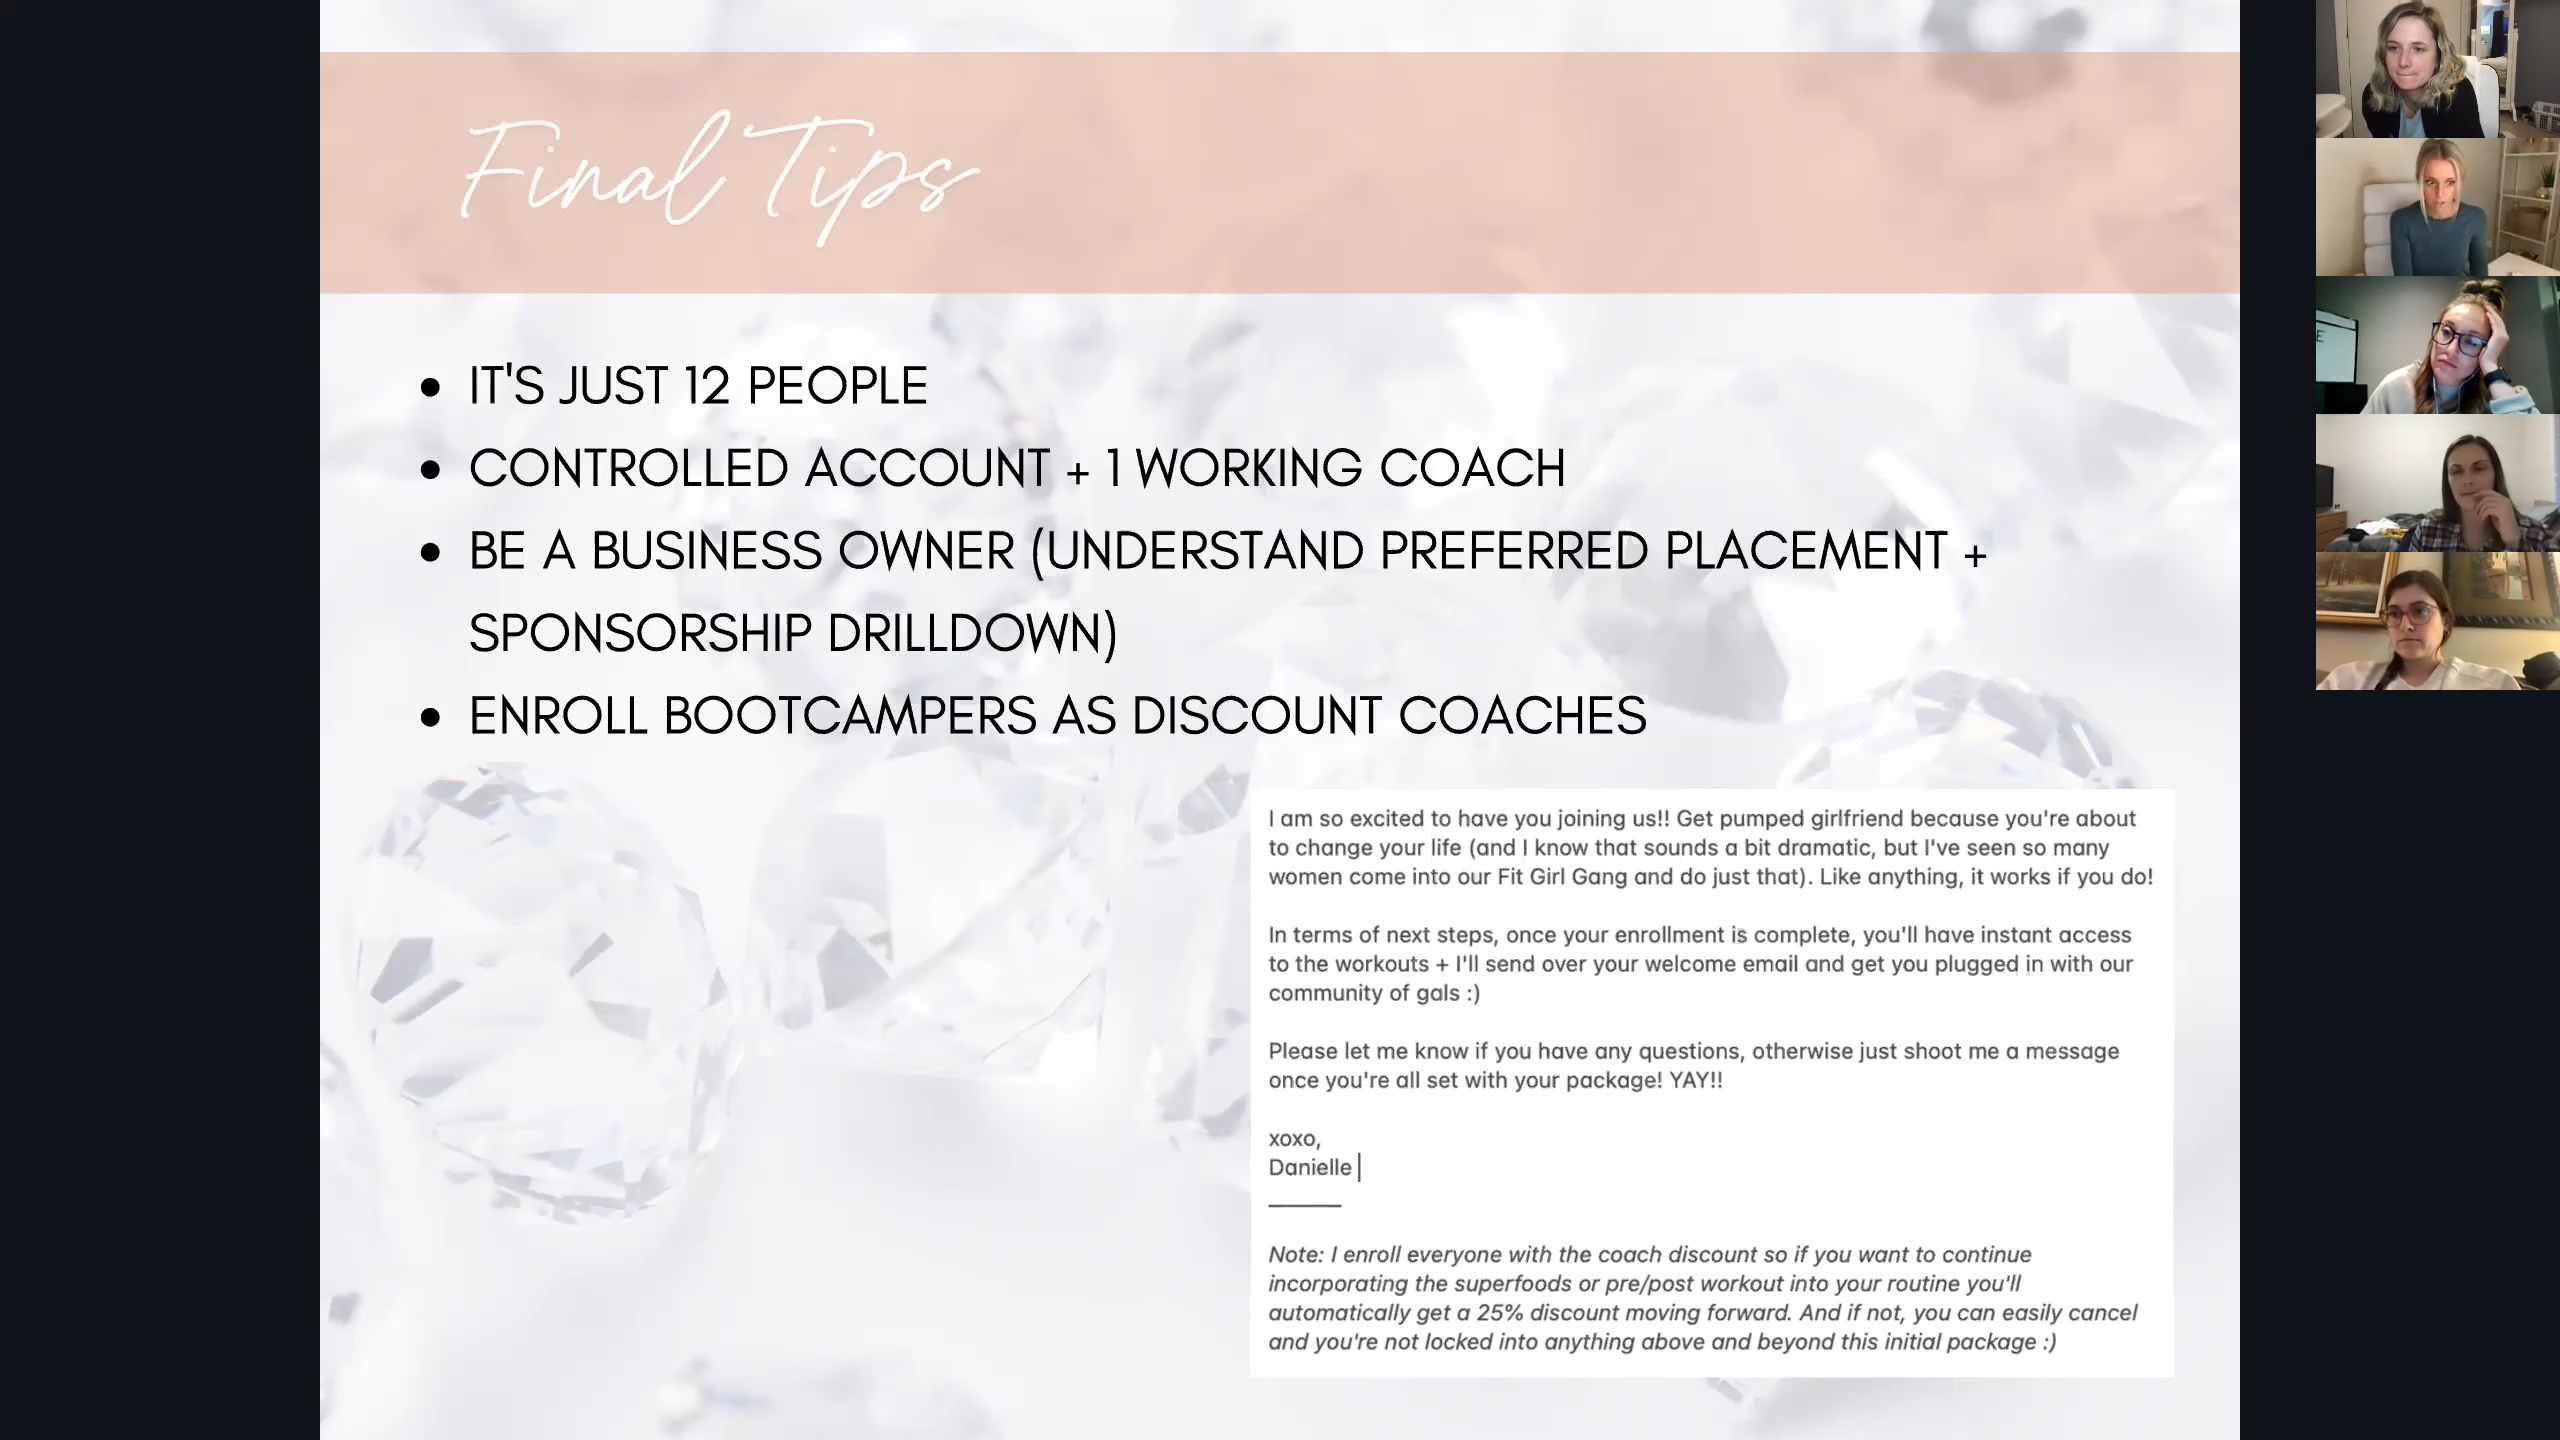 Final Tips
• IT'S JUST 12 PEOPLE
• CONTROLLED ACCOUNT + 1 WORKING COACH
• BE A BUSINESS OWNER (UNDERSTAND PREFERRED PLACEMENT +
SPONSORSHIP DRILLDOWN)
• ENROLL BOOTCAMPERS AS DISCOUNT COACHES
I am so excited to have you joining us!! Get pumped girlfriend because you're about
to change your life (and I know that sounds a bit dramatic, but I've seen so many
women come into our Fit Girl Gang and do just that). Like anything, it works if you do!
In terms of next steps, once your enrollment is complete, you'll have instant access
to the workouts + I'll send over your welcome email and get you plugged in with our
community of gals :)
Please let me know if you have any questions, otherwise just shoot me a message
once you're all set with your package! YAY!!
xoxo,
Danielle
Note: I enroll everyone with the coach discount so if you want to continue
incorporating the superfoods or pre/post workout into your routine you'll
automatically get a 25% discount moving forward. And if not, you can easily cancel
and you're not locked into anything above and beyond this initial package :)